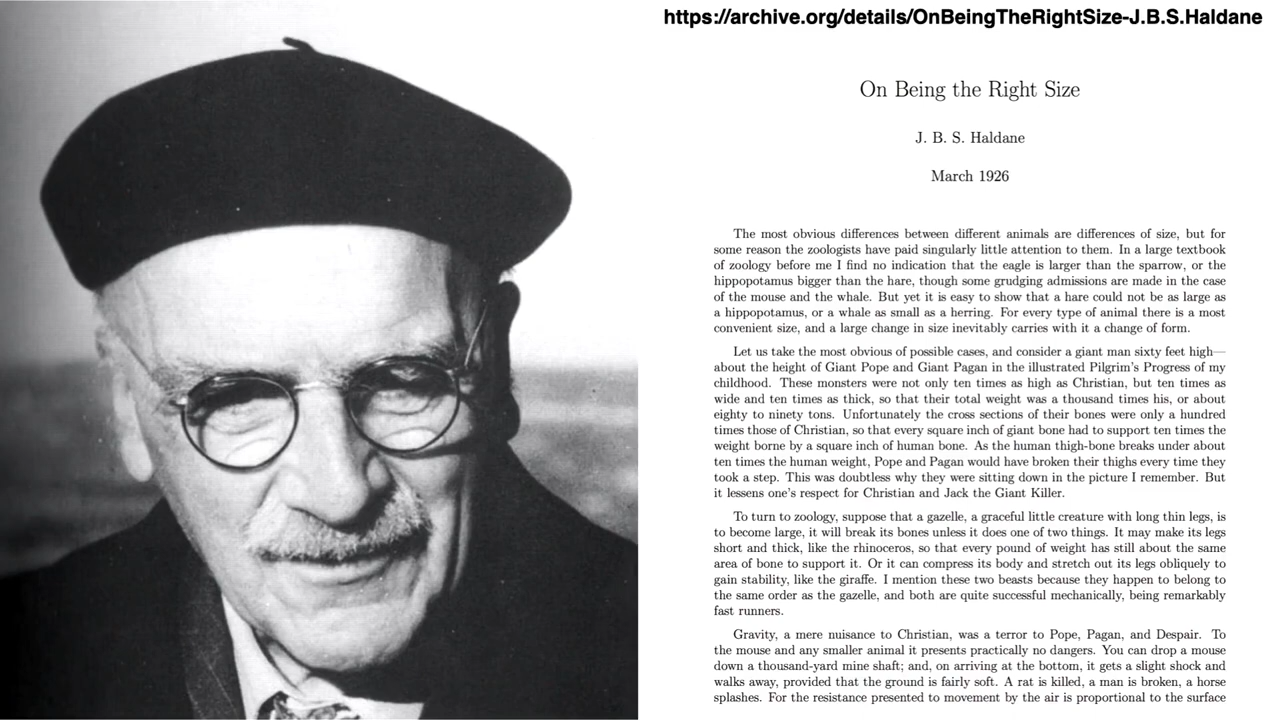 https://archive.org/details/OnBeingTheRightSize-J.B.S.Haldane
On Being the Right Size
J. B. S. Haldane
March 1926
The most obvious differences between different animals are differences of size, but for
some reason the zoologists have paid singularly little attention to them. In a large textbook
of zoology before me I find no indication that the eagle is larger than the sparrow, or the
hippopotamus bigger than the hare, though some grudging admissions are made in the case
of the mouse and the whale. But yet it is easy to show that a hare could not be as large as
a hippopotamus, or a whale as small as a herring. For every type of animal there is a most
convenient size, and a large change in size inevitably carries with it a change of form.
Let us take the most obvious of possible cases, and consider a giant man sixty feet high—
about the height of Giant Pope and Giant Pagan in the illustrated Pilgrim's Progress of my
childhood. These monsters were not only ten times as high as Christian, but ten times as
wide and ten times as thick, so that their total weight was a thousand times his, or about
eighty to ninety tons. Unfortunately the cross sections of their bones were only a hundred
times those of Christian, so that every square inch of giant bone had to support ten times the
weight borne by a square inch of human bone. As the human thigh-bone breaks under about
ten times the human weight, Pope and Pagan would have broken their thighs every time they
took a step. This was doubtless why they were sitting down in the picture I remember. But
it lessens one's respect for Christian and Jack the Giant Killer.
To turn to zoology, suppose that a gazelle, a graceful little creature with long thin legs, is
to become large, it will break its bones unless it does one of two things. It may make its legs
short and thick, like the rhinoceros, so that every pound of weight has still about the same
area of bone to support it. Or it can compress its body and stretch out its legs obliquely to
gain stability, like the giraffe. I mention these two beasts because they happen to belong to
the same order as the gazelle, and both are quite successful mechanically, being remarkably
fast runners.
Gravity, a mere nuisance to Christian, was a terror to Pope, Pagan, and Despair. To
the mouse and any smaller animal it presents practically no dangers. You can drop a mouse
down a thousand-yard mine shaft; and, on arriving at the bottom, it gets a slight shock and
walks away, provided that the ground is fairly soft. A rat is killed, a man is broken, a horse
splashes. For the resistance presented to movement by the air is proportional to the surface